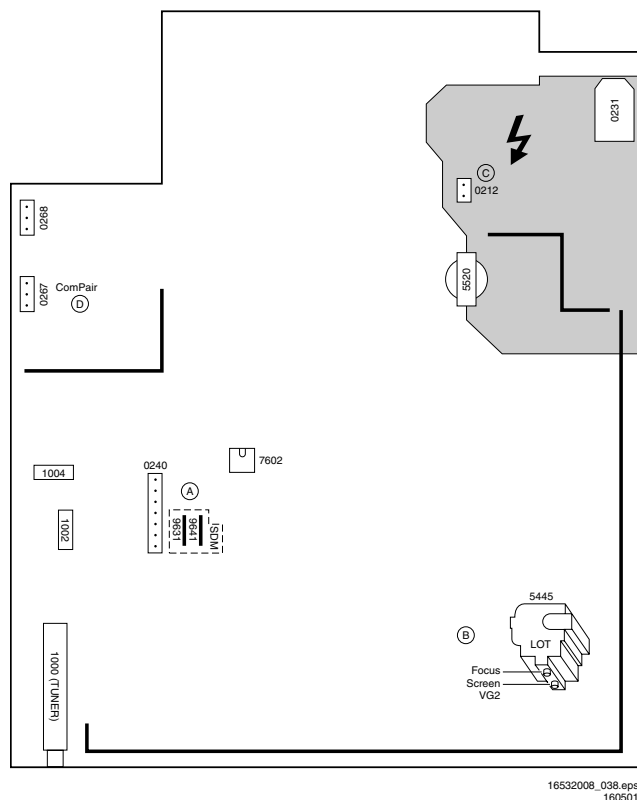 0231
C
0212
0268
5520
0267
ComPair
D
0240
7602
1004
A
1002
9631
9641
ISDM
5445
B
LOT
1000 (TUNER)
Focus
Screen
VG2
16532008_038.eps
160501